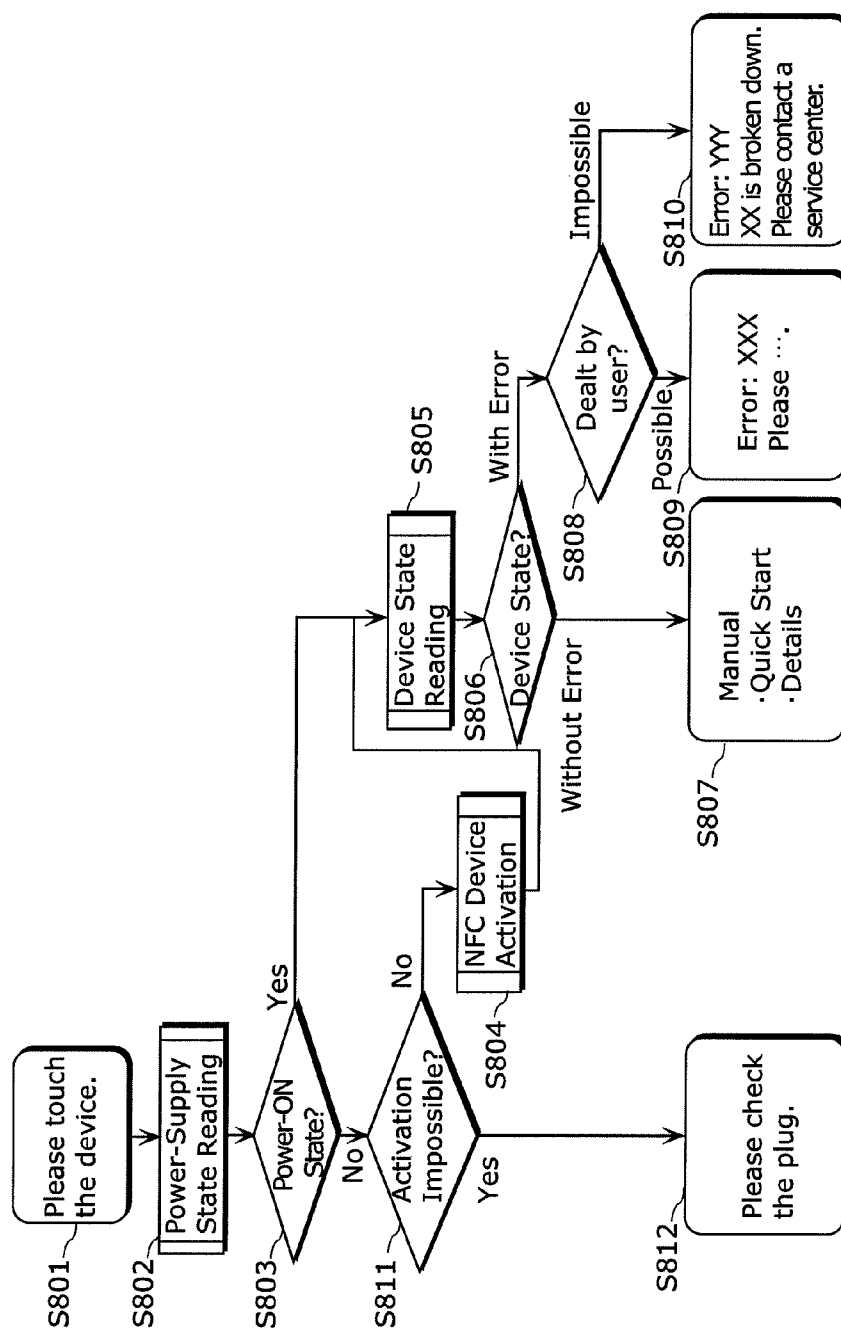 S801
Please touch
the device.
S802
Power-Supply
State Reading
S803
Power-ON
State?
Yes
No
S811
Activation
Impossible?
No
Yes
S804
NFC Device
Activation
S805
Device State
Reading
S806
Device State?
With Error
Without Error
S808
Dealt by
user?
Impossible
Possible
S812
Please check
the plug.
S807
Manual
·Quick Start
·Details
S809
Error: XXX
Please ….
S810
Error: YYY
XX is broken down.
Please contact a
service center.